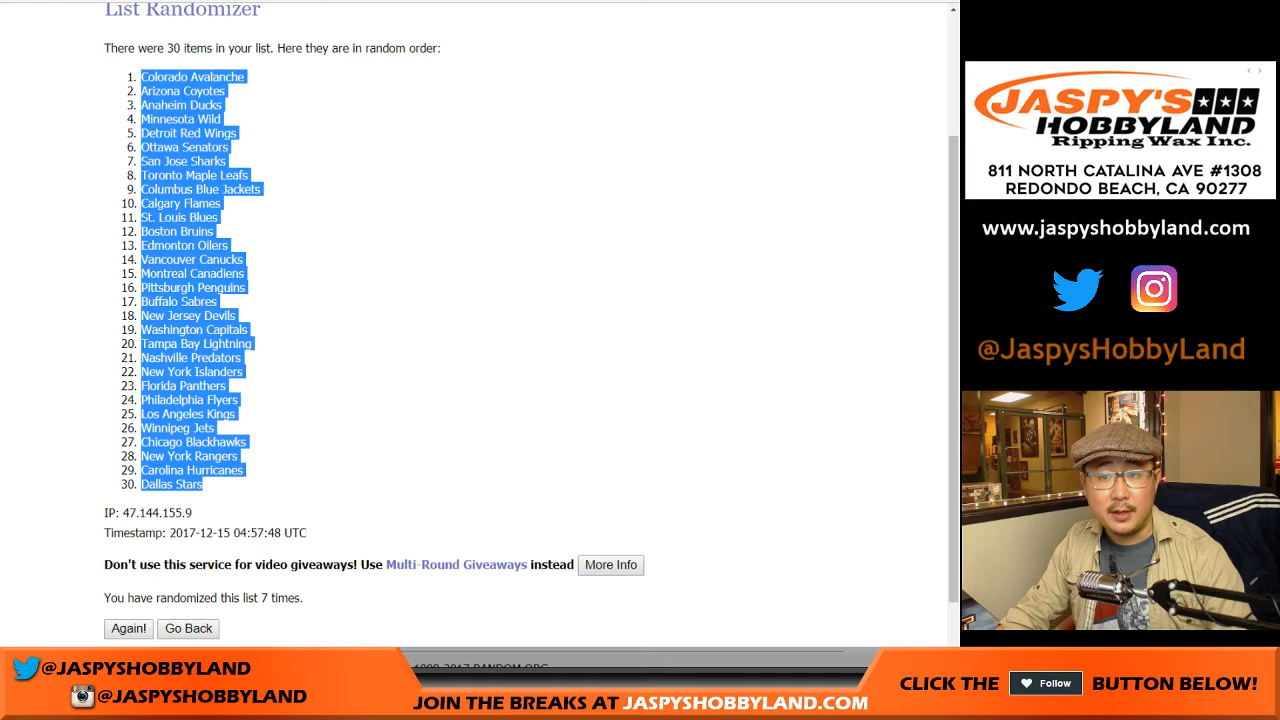 List Randomizer
There were 30 items in your list. Here they are in random order:
1. Colorado Avalanche
2. Arizona Coyotes
3. Anaheim Ducks
4. Minnesota Wild
5. Detroit Red Wings
6. Ottawa Senators
7. San Jose Sharks
8. Toronto Maple Leafs
9. Columbus Blue Jackets
10. Calgary Flames
11. St. Louis Blues
12. Boston Bruins
13. Edmonton Oilers
14. Vancouver Canucks
15. Montreal Canadiens
16. Pittsburgh Penguins
17. Buffalo Sabres
18. New Jersey Devils
19. Washington Capitals
20. Tampa Bay Lightning
21. Nashville Predators
22. New York Islanders
23. Florida Panthers
24. Philadelphia Flyers
25. Los Angeles Kings
26. Winnipeg Jets
27. Chicago Blackhawks
28. New York Rangers
29. Carolina Hurricanes
30. Dallas Stars
IP: 47.144.155.9
Timestamp: 2017-12-15 04:57:48 UTC
Don't use this service for video giveaways! Use Multi-Round Giveaways instead More Info
You have randomized this list 7 times.
Again! Go Back
JASPY'S
HOBBYLAND
Ripping Wax Inc.
811 NORTH CATALINA AVE #1308
REDONDO BEACH, CA 90277
www.jaspyshobbyland.com
@JaspysHobbyLand
@JASPYSHOBBYLAND
@JASPYSHOBBYLAND
JOIN THE BREAKS AT JASPYSHOBBYLAND.COM
CLICK THE Follow BUTTON BELOW!